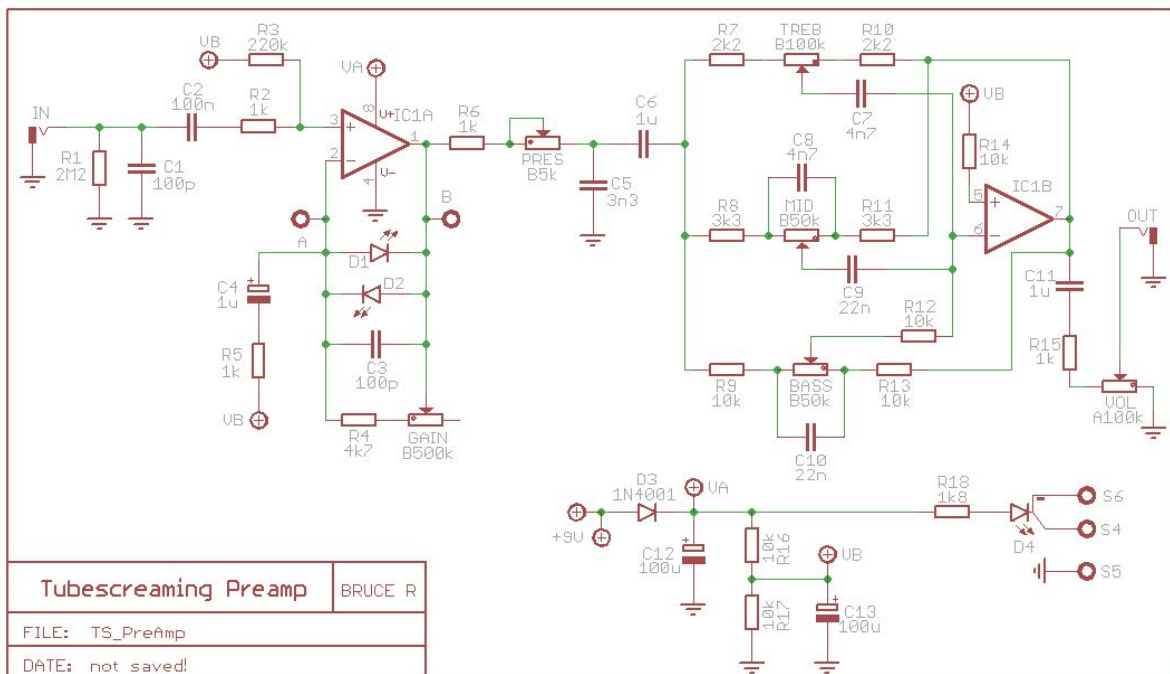 VB
R3
220k
VA
8
V+
IC1A
C2
100n
R2
1k
IN
3
+
2
-
1
4
V-
R1
2M2
C1
100p
R6
1k
PRES
B5k
C5
3n3
C6
1u
A
B
D1
D2
C4
1u
R5
1k
VB
C3
100p
R4
4k7
GAIN
B500k
R7
2k2
TREB
B100k
R10
2k2
C7
4n7
VB
R14
10k
C8
4n7
R8
3k3
MID
B50k
R11
3k3
IC1B
5
+
6
-
7
OUT
C9
22n
C11
1u
R12
10k
R9
10k
BASS
B50k
R13
10k
R15
1k
VOL
A100k
C10
22n
D3
1N4001
VA
+9V
C12
100u
10k
R16
VB
10k
R17
C13
100u
R18
1k8
D4
S6
S4
S5
Tubescreaming Preamp
BRUCE R
FILE: TS_PreAmp
DATE: not saved!